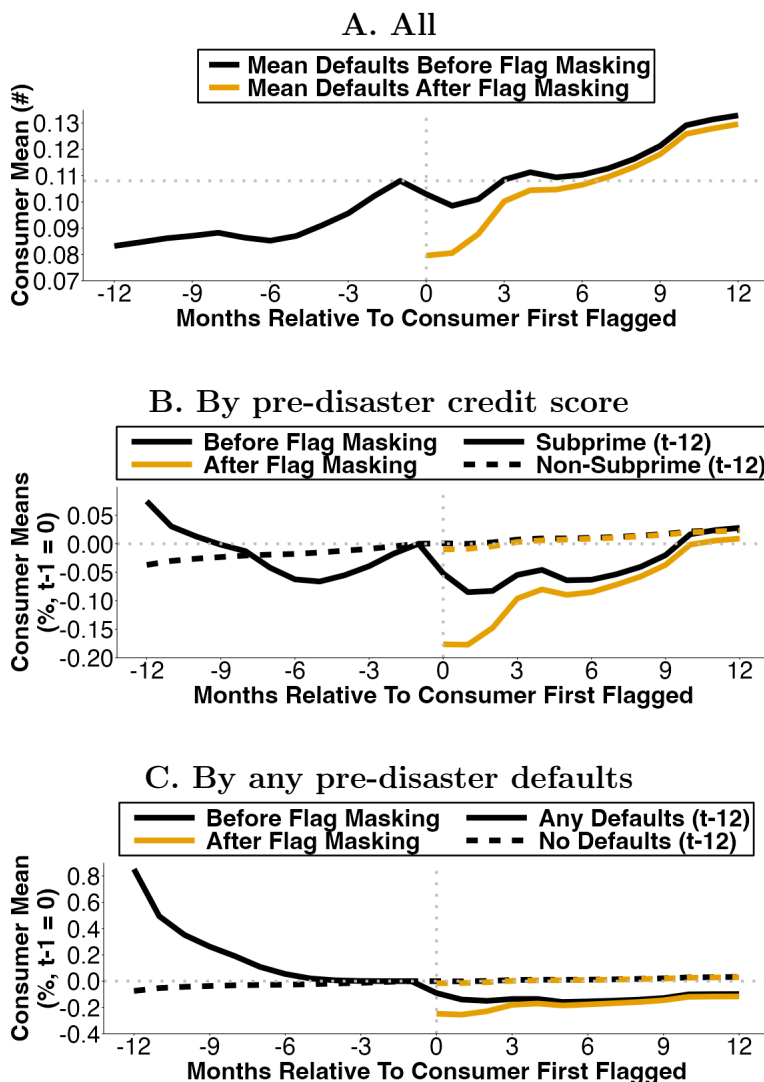 A. All
Mean Defaults Before Flag Masking
Mean Defaults After Flag Masking
Consumer Mean (#)
0.13
0.12
0.11
0.10
0.09
0.08
0.07
-12 -9 -6 -3 0 3 6 9 12
Months Relative To Consumer First Flagged
B. By pre-disaster credit score
Before Flag Masking Subprime (t-12)
After Flag Masking Non-Subprime (t-12)
Consumer Means
(%, t-1 = 0)
0.05
0.00
-0.05
-0.10
-0.15
-0.20
-12 -9 -6 -3 0 3 6 9 12
Months Relative To Consumer First Flagged
C. By any pre-disaster defaults
Before Flag Masking Any Defaults (t-12)
After Flag Masking No Defaults (t-12)
Consumer Mean
(%, t-1 = 0)
0.8
0.6
0.4
0.2
0.0
-0.2
-0.4
-12 -9 -6 -3 0 3 6 9 12
Months Relative To Consumer First Flagged